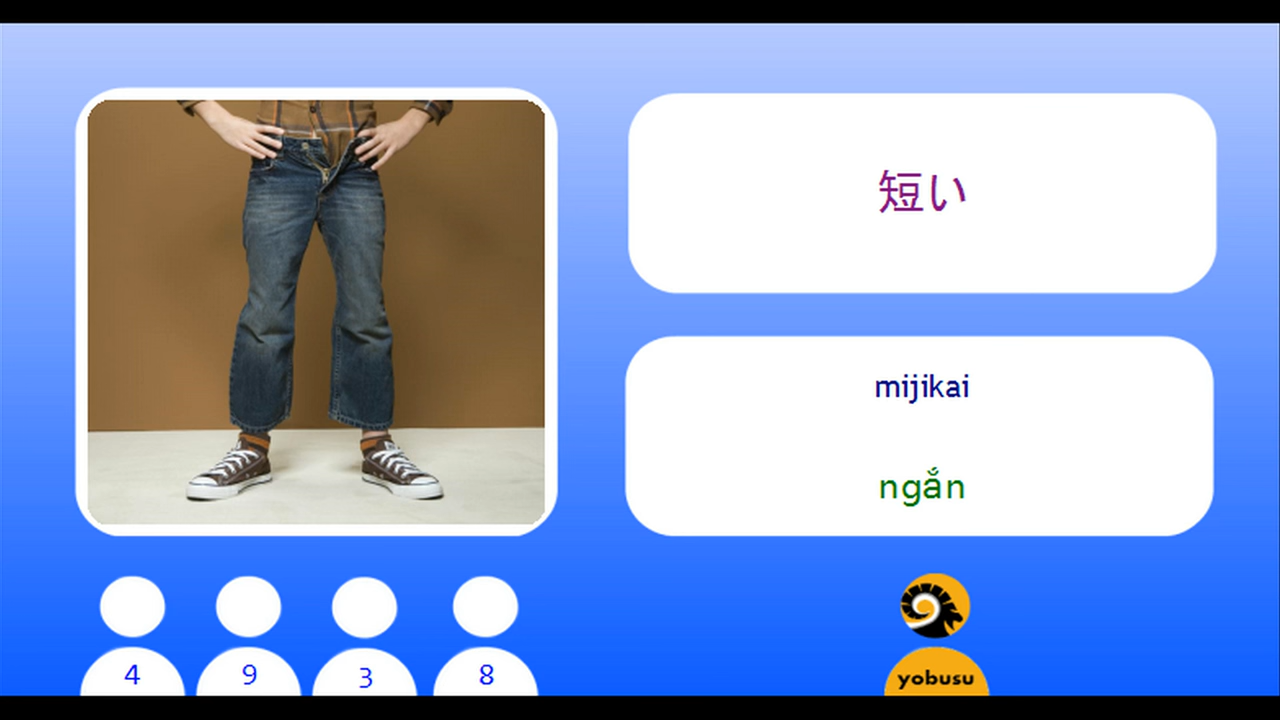 短い
mijikai
ngắn
4 9 3 8
yobusu